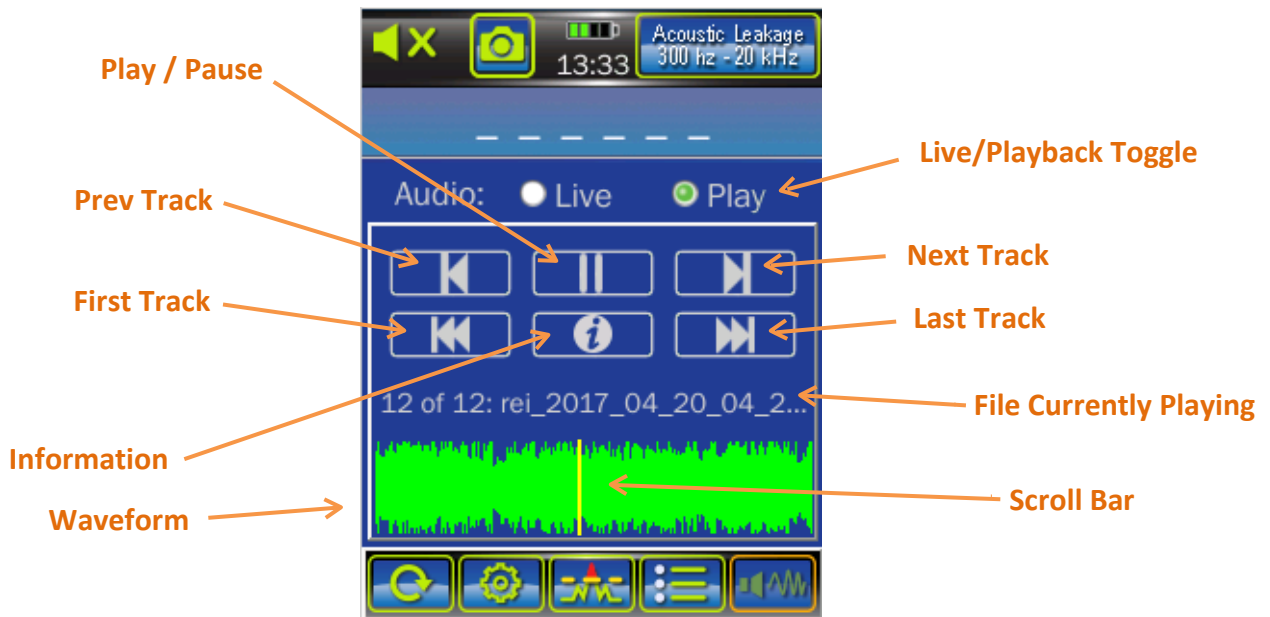 Acoustic Leakage
300 hz - 20 kHz
13:33
Play / Pause
_ _ _ _ _ _
Live/Playback Toggle
Audio: Live Play
Prev Track
Next Track
First Track
Last Track
12 of 12: rei_2017_04_20_04_2...
File Currently Playing
Information
Scroll Bar
Waveform